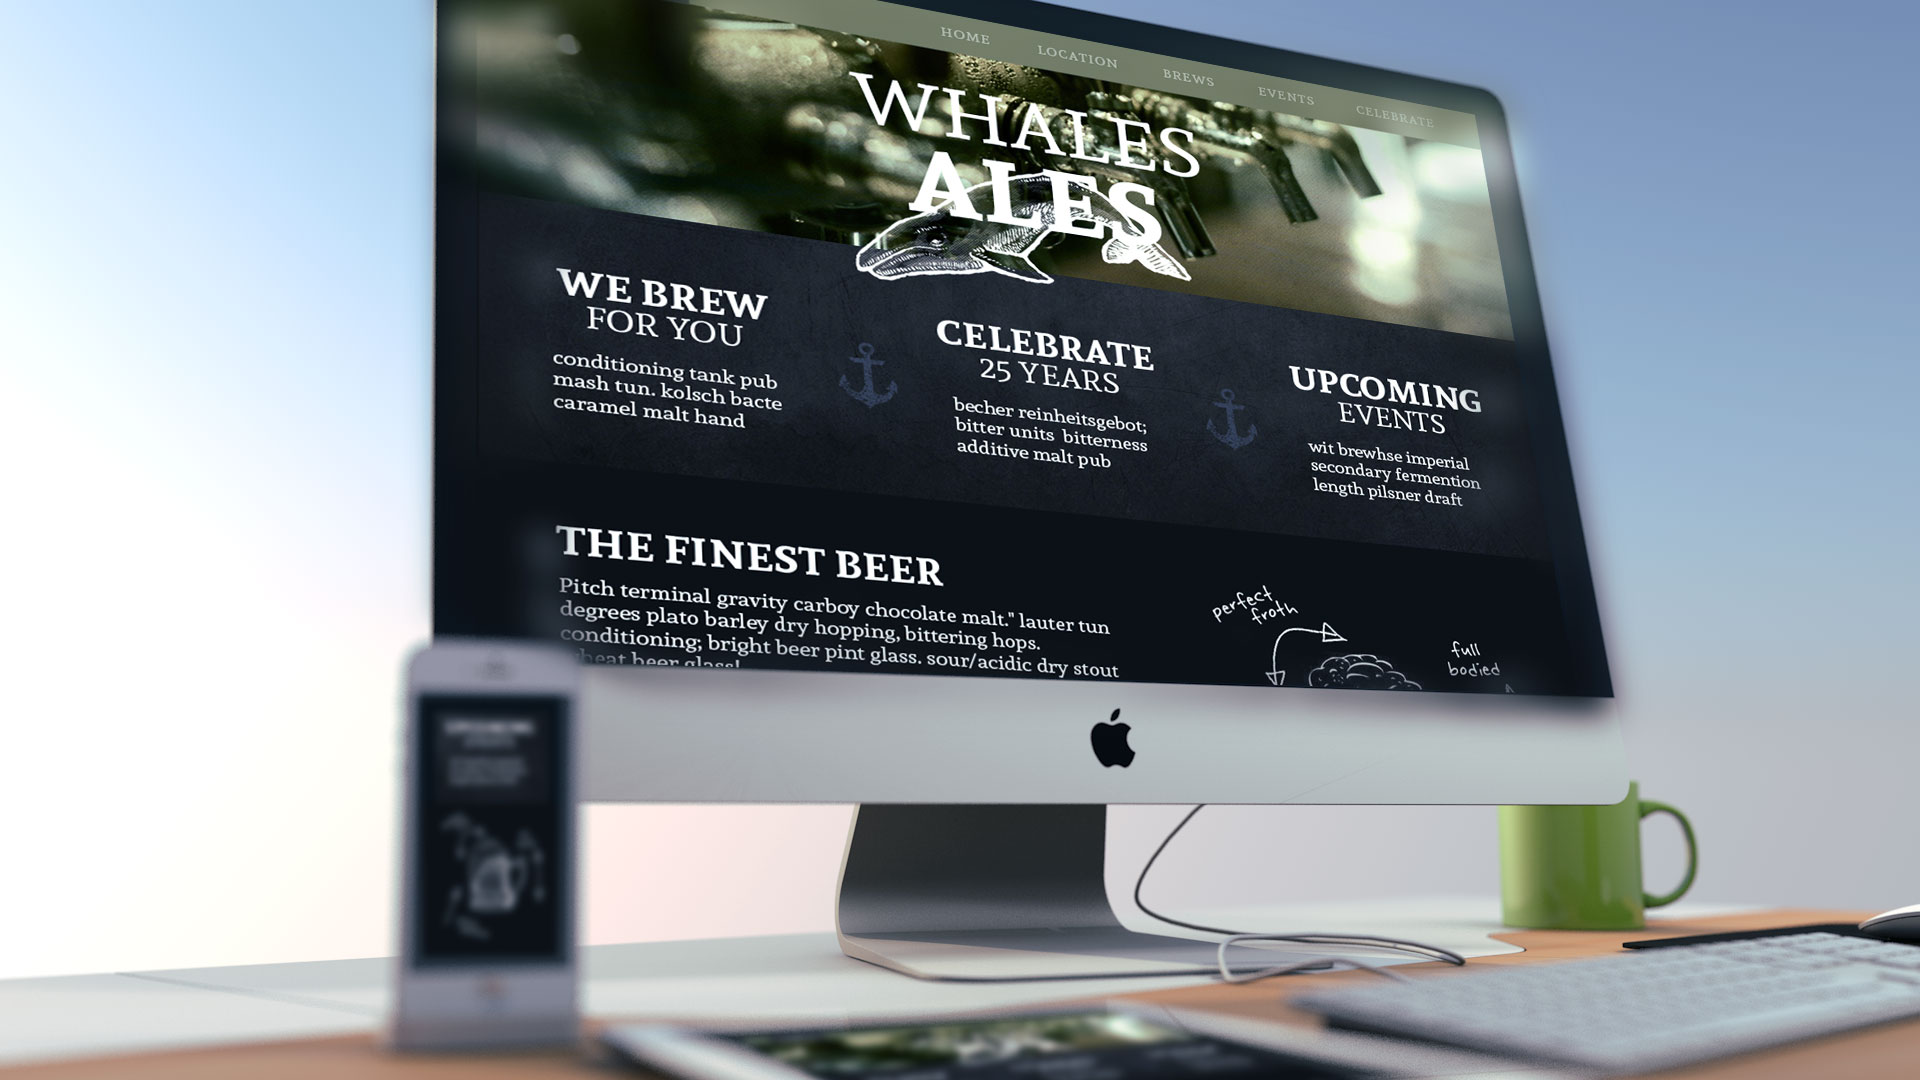 HOME LOCATION BREWS EVENTS CELEBRATE
WHALES
ALES
WE BREW
FOR YOU
conditioning tank pub
mash tun. kolsch bacte
caramel malt hand
CELEBRATE
25 YEARS
becher reinheitsgebot;
bitter units bitterness
additive malt pub
UPCOMING
EVENTS
wit brewhse imperial
secondary fermention
length pilsner draft
THE FINEST BEER
Pitch terminal gravity carboy chocolate malt." lauter tun
degrees plato barley dry hopping, bittering hops.
conditioning; bright beer pint glass. sour/acidic dry stout
beer glass!
perfect
froth
full
bodied